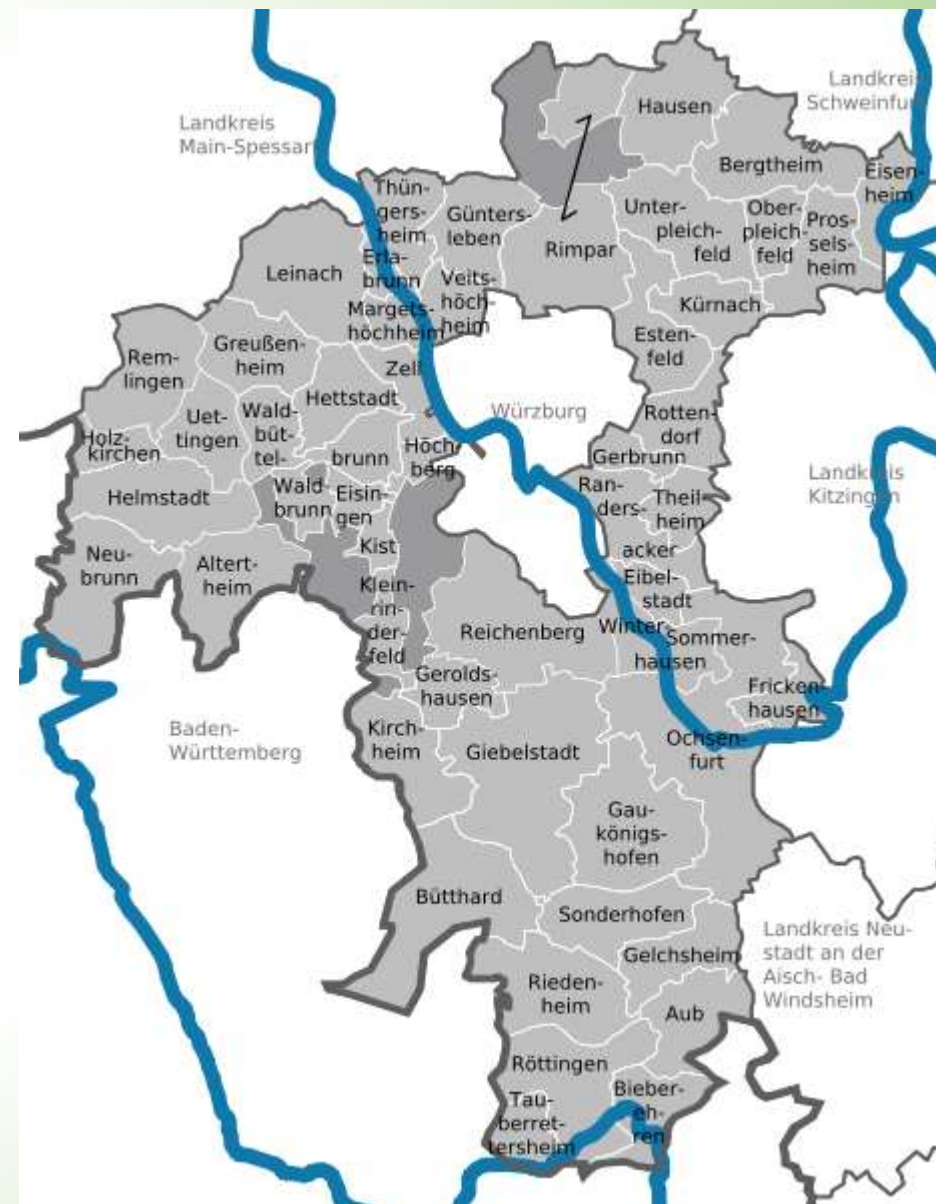 Landkreis
Schweinfur
Hausen
Landkreis
Main-Spessar
Bergtheim
Eisen-
heim
Thün-
gers-
heim
Günters-
leben
Unter-
pleich-
feld
Ober-
pleich-
feld
Pros-
sels-
heim
Rimpar
Erla-
brunn
Leinach
Veits-
höch-
heim
Margets-
höchheim
Kürnach
Esten-
feld
Greußen-
heim
Rem-
lingen
Zell
Hettstadt
Würzburg
Rotten-
dorf
Uet-
tingen
Wald-
büt-
tel-
brunn
Holz-
kirchen
Höch-
berg
Gerbrunn
Landkreis
Kitzingen
Helmstadt
Wald-
brunn
Eisin-
gen
Ran-
ders-
acker
Theil-
heim
Kist
Neu-
brunn
Altert-
heim
Eibel-
stadt
Klein-
rin-
der-
feld
Reichenberg
Winter-
hausen
Sommer-
Gerolds-
hausen
Fricken-
hausen
Baden-
Württemberg
Kirch-
heim
Giebelstadt
Ochsen-
furt
Gau-
königs-
hofen
Bütthard
Sonderhofen
Landkreis Neu-
stadt an der
Aisch- Bad
Windsheim
Gelchsheim
Rieden-
heim
Aub
Röttingen
Bieber-
eh-
ren
Tau-
berret-
tersheim